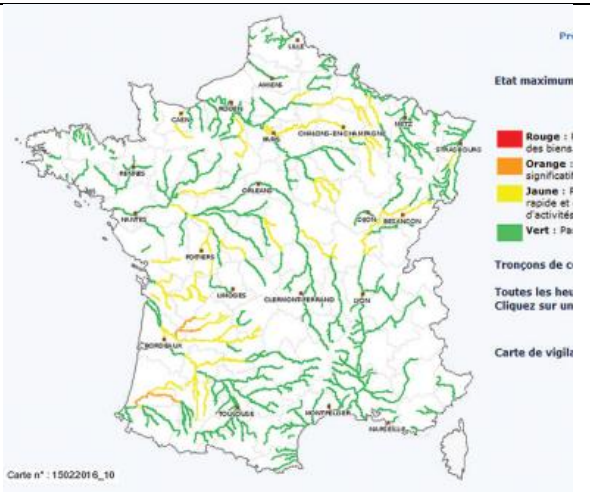 LILLE
Pr
AMIENS
Etat maximum
ROUEN
CAEN
METZ
PARIS
CHALONS-EN-CHAMPAGNE
Rouge :
des biens
STRASBOURG
Orange :
significatif
RENNES
ORLEANS
Jaune :
rapide et
d'activités
NANTES
DIJON
BESANCON
Vert : Pa
POITIERS
Tronçons de c
LIMOGES
CLERMONT-FERRAND
LYON
Toutes les heu
Cliquez sur un
BORDEAUX
Carte de vigila
TOULOUSE
MONTPELLIER
MARSEILLE
Carte n° : 15022016_10